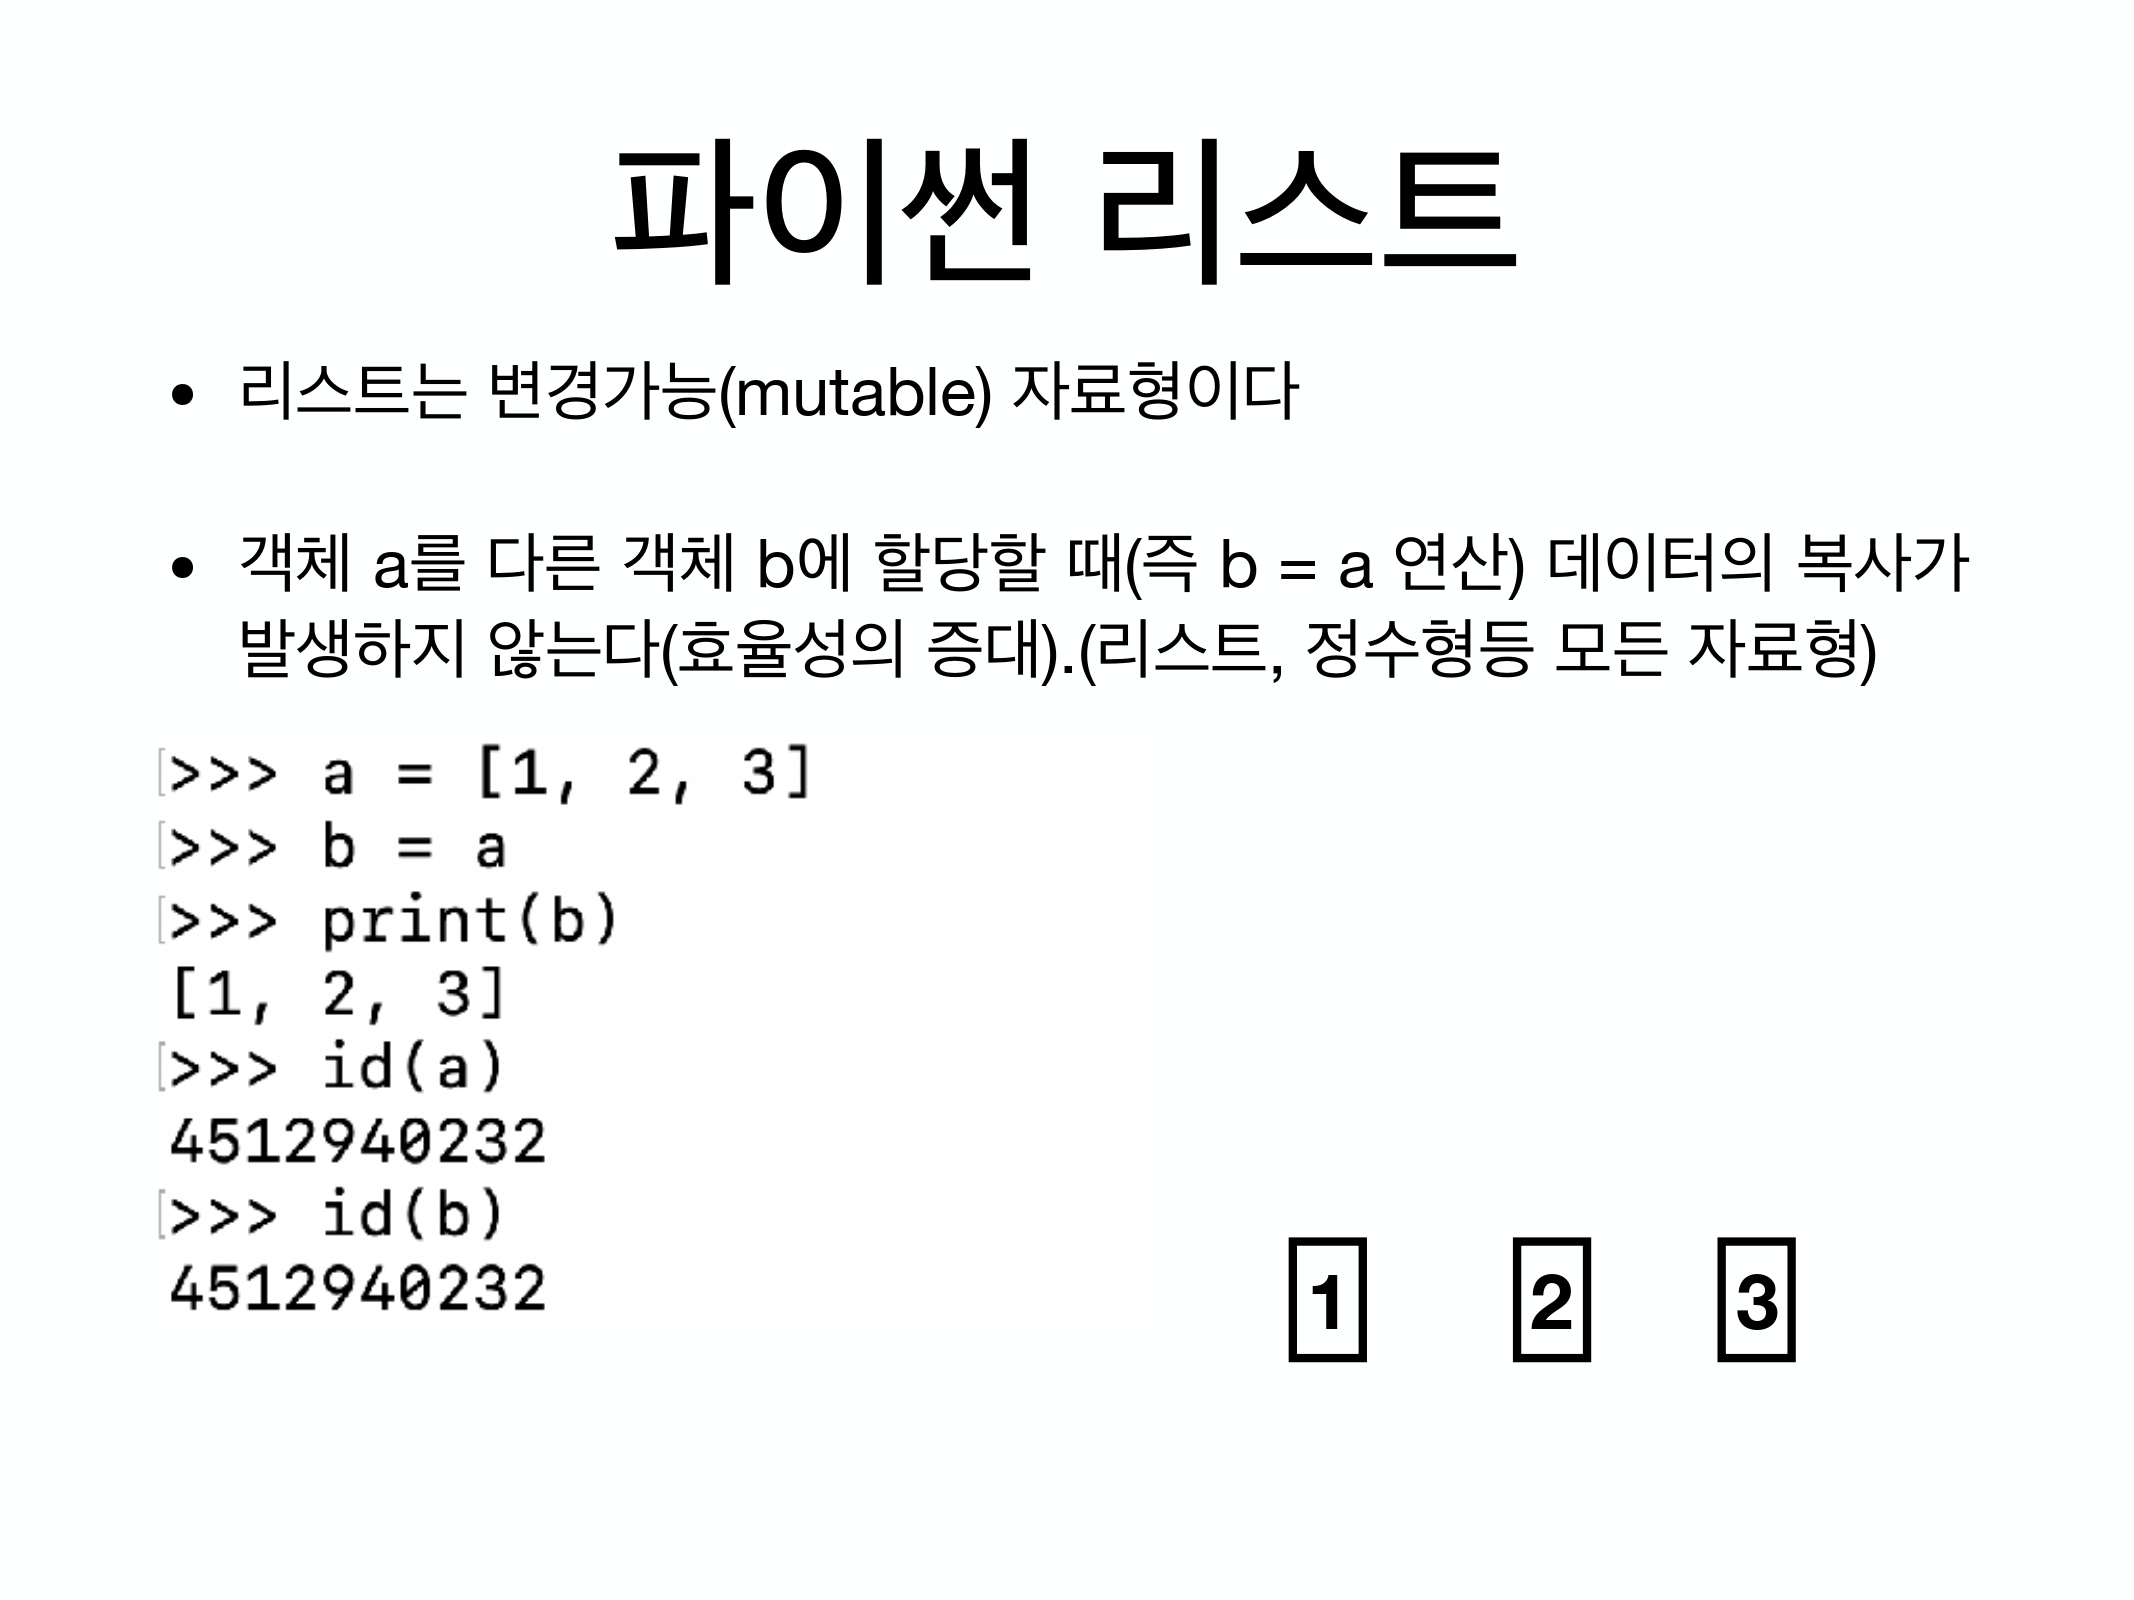 파이썬 리스트
• 리스트는 변경가능(mutable) 자료형이다
• 객체 a를 다른 객체 b에 할당할 때(즉 b = a 연산) 데이터의 복사가
발생하지 않는다(효율성의 증대).(리스트, 정수형등 모든 자료형)
[>>> a = [1, 2, 3]
[>>> b = a
[>>> print(b)
[1, 2, 3]
[>>> id(a)
4512940232
[>>> id(b)
4512940232
1 2 3